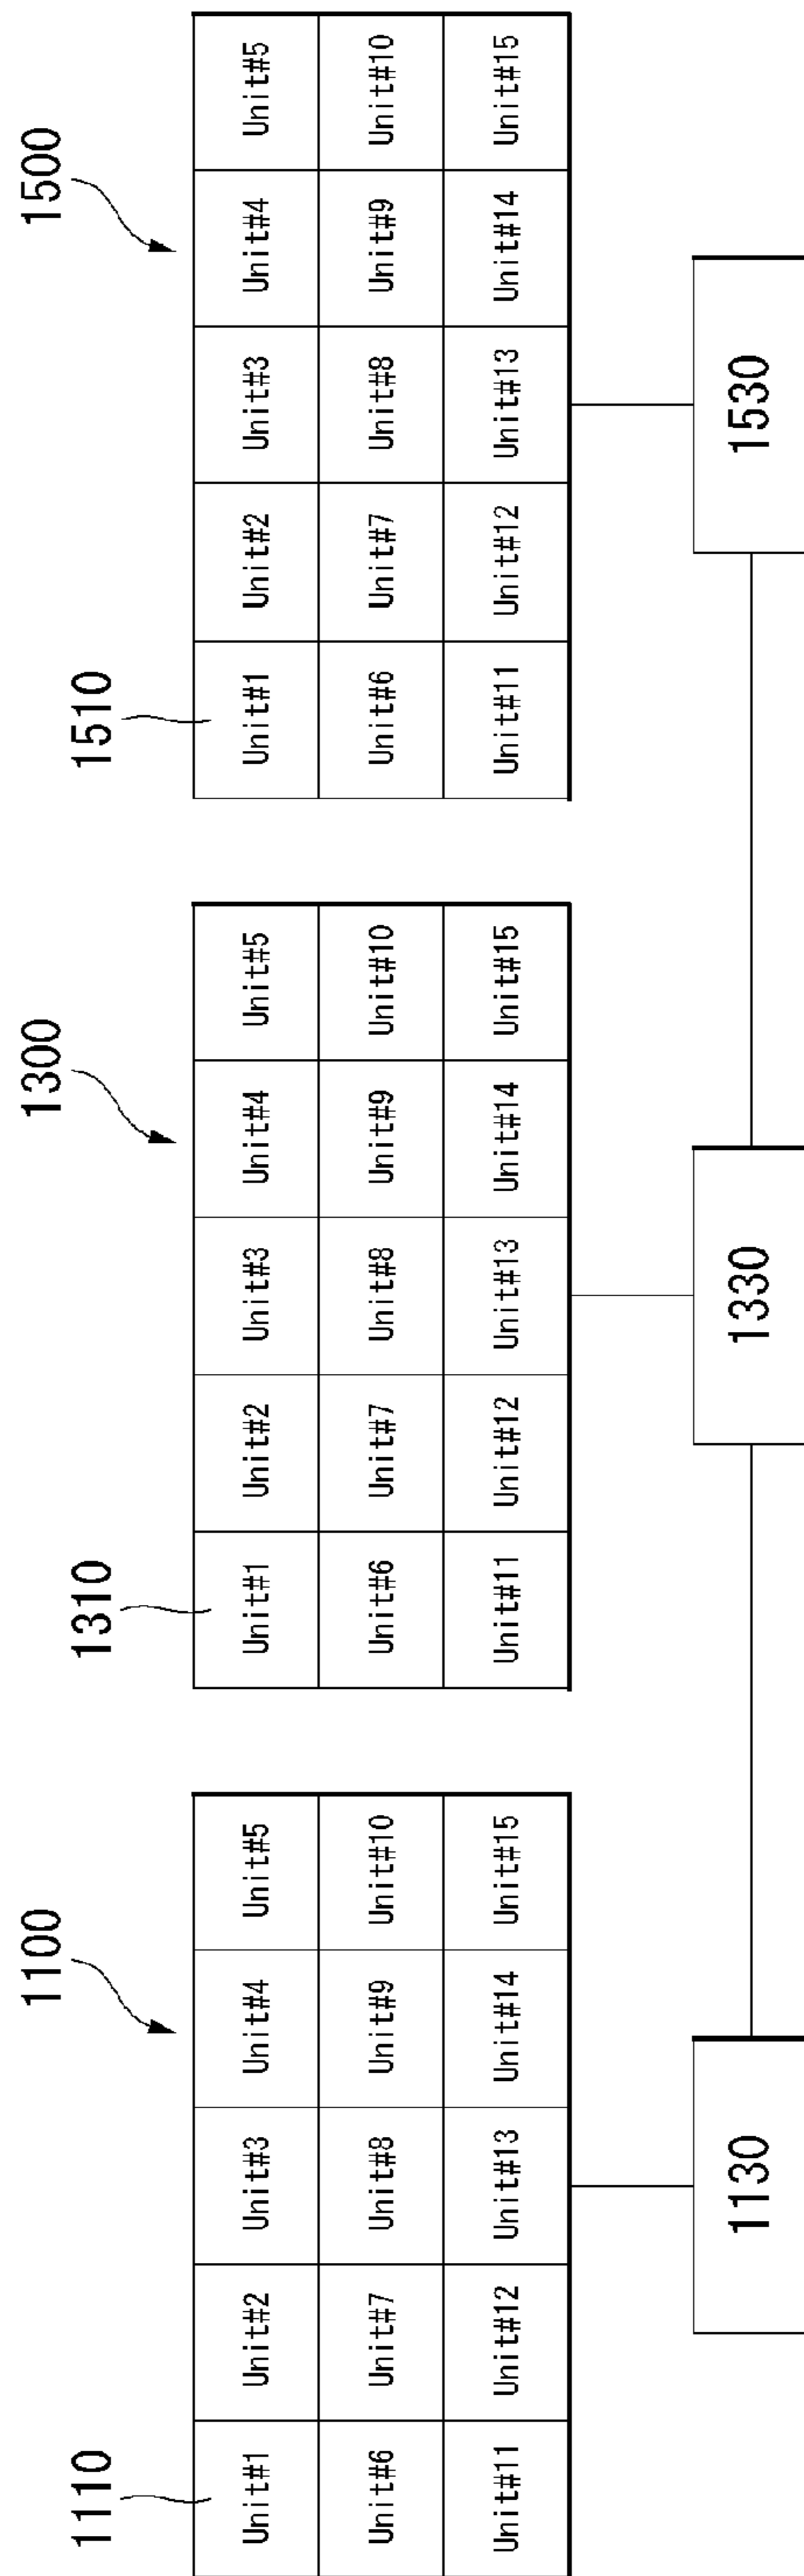 1100 1300 1500
1110 1310 1510
Unit#1 Unit#2 Unit#3 Unit#4 Unit#5 Unit#1 Unit#2 Unit#3 Unit#4 Unit#5 Unit#1 Unit#2 Unit#3 Unit#4 Unit#5
Unit#6 Unit#7 Unit#8 Unit#9 Unit#10 Unit#6 Unit#7 Unit#8 Unit#9 Unit#10 Unit#6 Unit#7 Unit#8 Unit#9 Unit#10
Unit#11 Unit#12 Unit#13 Unit#14 Unit#15 Unit#11 Unit#12 Unit#13 Unit#14 Unit#15 Unit#11 Unit#12 Unit#13 Unit#14 Unit#15
1130 1330 1530